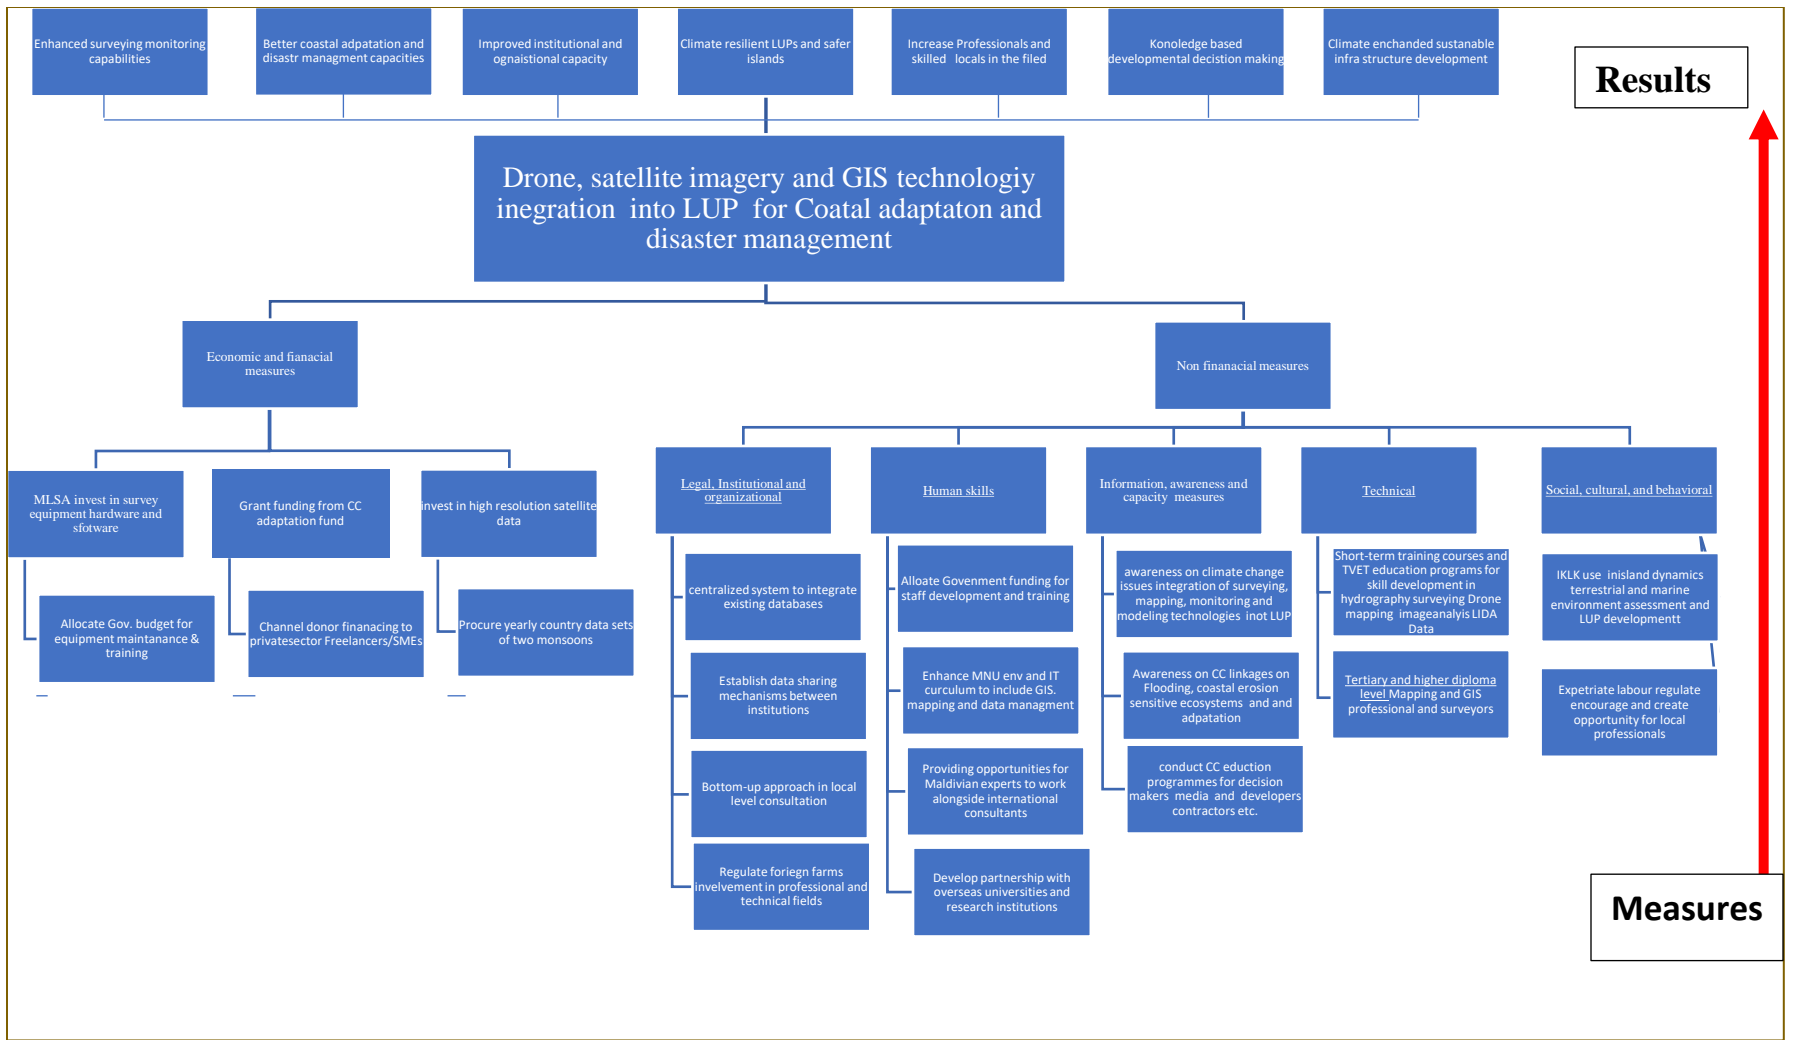 Enhanced surveying monitoring
capabilities
Better coastal adpatation and
disastr managment capacities
Improved institutional and
ognaistional capacity
Climate resilient LUPs and safer
islands
Increase Professionals and
skilled locals in the filed
Konoledge based
developmental decistion making
Climate enchanded sustanable
infra structure development
Results
Drone, satellite imagery and GIS technologiy
inegration into LUP for Coatal adaptaton and
disaster management
Economic and fianacial
measures
Non finanacial measures
MLSA invest in survey
equipment hardware and
sfotware
Grant funding from CC
adaptation fund
invest in high resolution satellite
data
Legal, Institutional and
organizational
Human skills
Information, awareness and
capacity measures
Technical
Social, cultural, and behavioral
Allocate Gov. budget for
equipment maintanance &
training
Channel donor financing to
privatesector Freelancers/SMEs
Procure yearly country data sets
of two monsoons
centralized system to integrate
existing databases
Establish data sharing
mechanisms between
institutions
Bottom-up approach in local
level consultation
Regulate foriegn farms
invelvement in professional and
technical fields
Alloate Govenment funding for
staff development and training
Enhance MNU env and IT
curculum to include GIS.
mapping and data managment
Providing opportunities for
Maldivian experts to work
alongside international
consultants
Develop partnership with
overseas universities and
research institutions
awareness on climate change
issues integration of surveying,
mapping, monitoring and
modeling technologies inot LUP
Awareness on CC linkages on
Flooding, coastal erosion
sensitive ecosystems and and
adpatation
conduct CC eduction
programmes for decision
makers media and developers
contractors etc.
Short-term training courses and
TVET education programs for
skill development in
hydrography surveying Drone
mapping imageanalyis LIDA
Data
Tertiary and higher diploma
level Mapping and GIS
professional and surveyors
IKLK use inisland dynamics
terrestrial and marine
environment assessment and
LUP developmentt
Expetriate labour regulate
encourage and create
opportunity for local
professionals
Measures